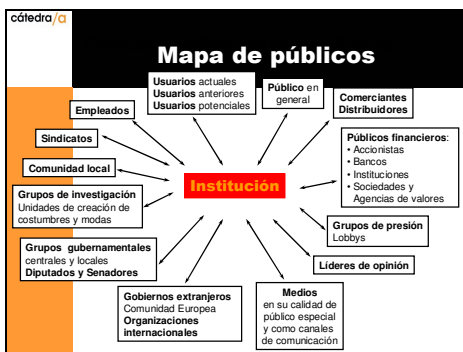 cátedra/a
Mapa de públicos
Usuarios actuales
Usuarios anteriores
Usuarios potenciales
Público en
general
Comerciantes
Distribuidores
Empleados
Sindicatos
Comunidad local
Grupos de investigación
Unidades de creación de
costumbres y modas
Grupos gubernamentales
centrales y locales
Diputados y Senadores
Institución
Públicos financieros:
• Accionistas
• Bancos
• Instituciones
• Sociedades y
Agencias de valores
Grupos de presión
Lobbys
Líderes de opinión
Gobiernos extranjeros
Comunidad Europea
Organizaciones
internacionales
Medios
en su calidad de
público especial
y como canales
de comunicación